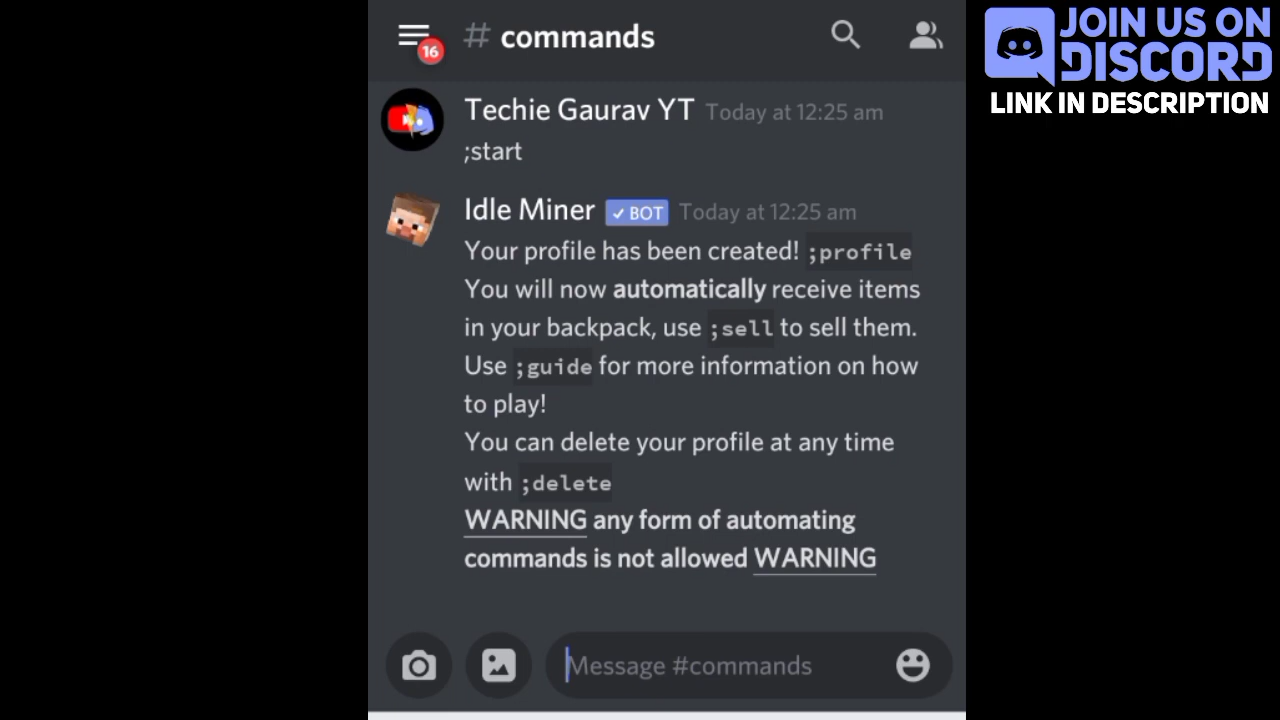 16
# commands
JOIN US ON
DISCORD
LINK IN DESCRIPTION
Techie Gaurav YT Today at 12:25 am
;start
Idle Miner ✓ BOT Today at 12:25 am
Your profile has been created! ;profile
You will now automatically receive items
in your backpack, use ;sell to sell them.
Use ;guide for more information on how
to play!
You can delete your profile at any time
with ;delete
WARNING any form of automating
commands is not allowed WARNING
Message #commands